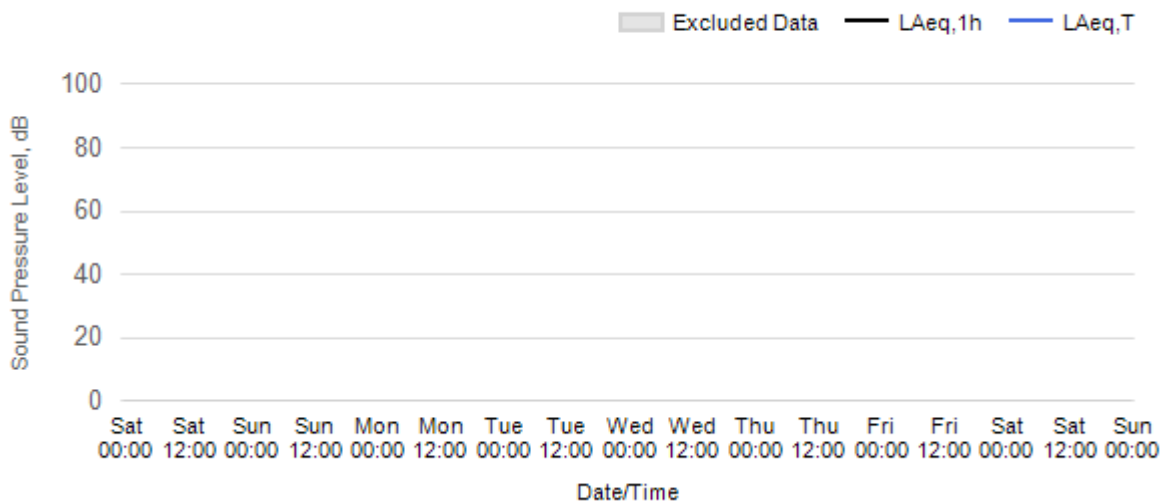 Excluded Data LAeq,1h LAeq,T
Sound Pressure Level, dB
100
80
60
40
20
0
Sat Sat Sun Sun Mon Mon Tue Tue Wed Wed Thu Thu Fri Fri Sat Sat Sun
00:00 12:00 00:00 12:00 00:00 12:00 00:00 12:00 00:00 12:00 00:00 12:00 00:00 12:00 00:00 12:00 00:00
Date/Time